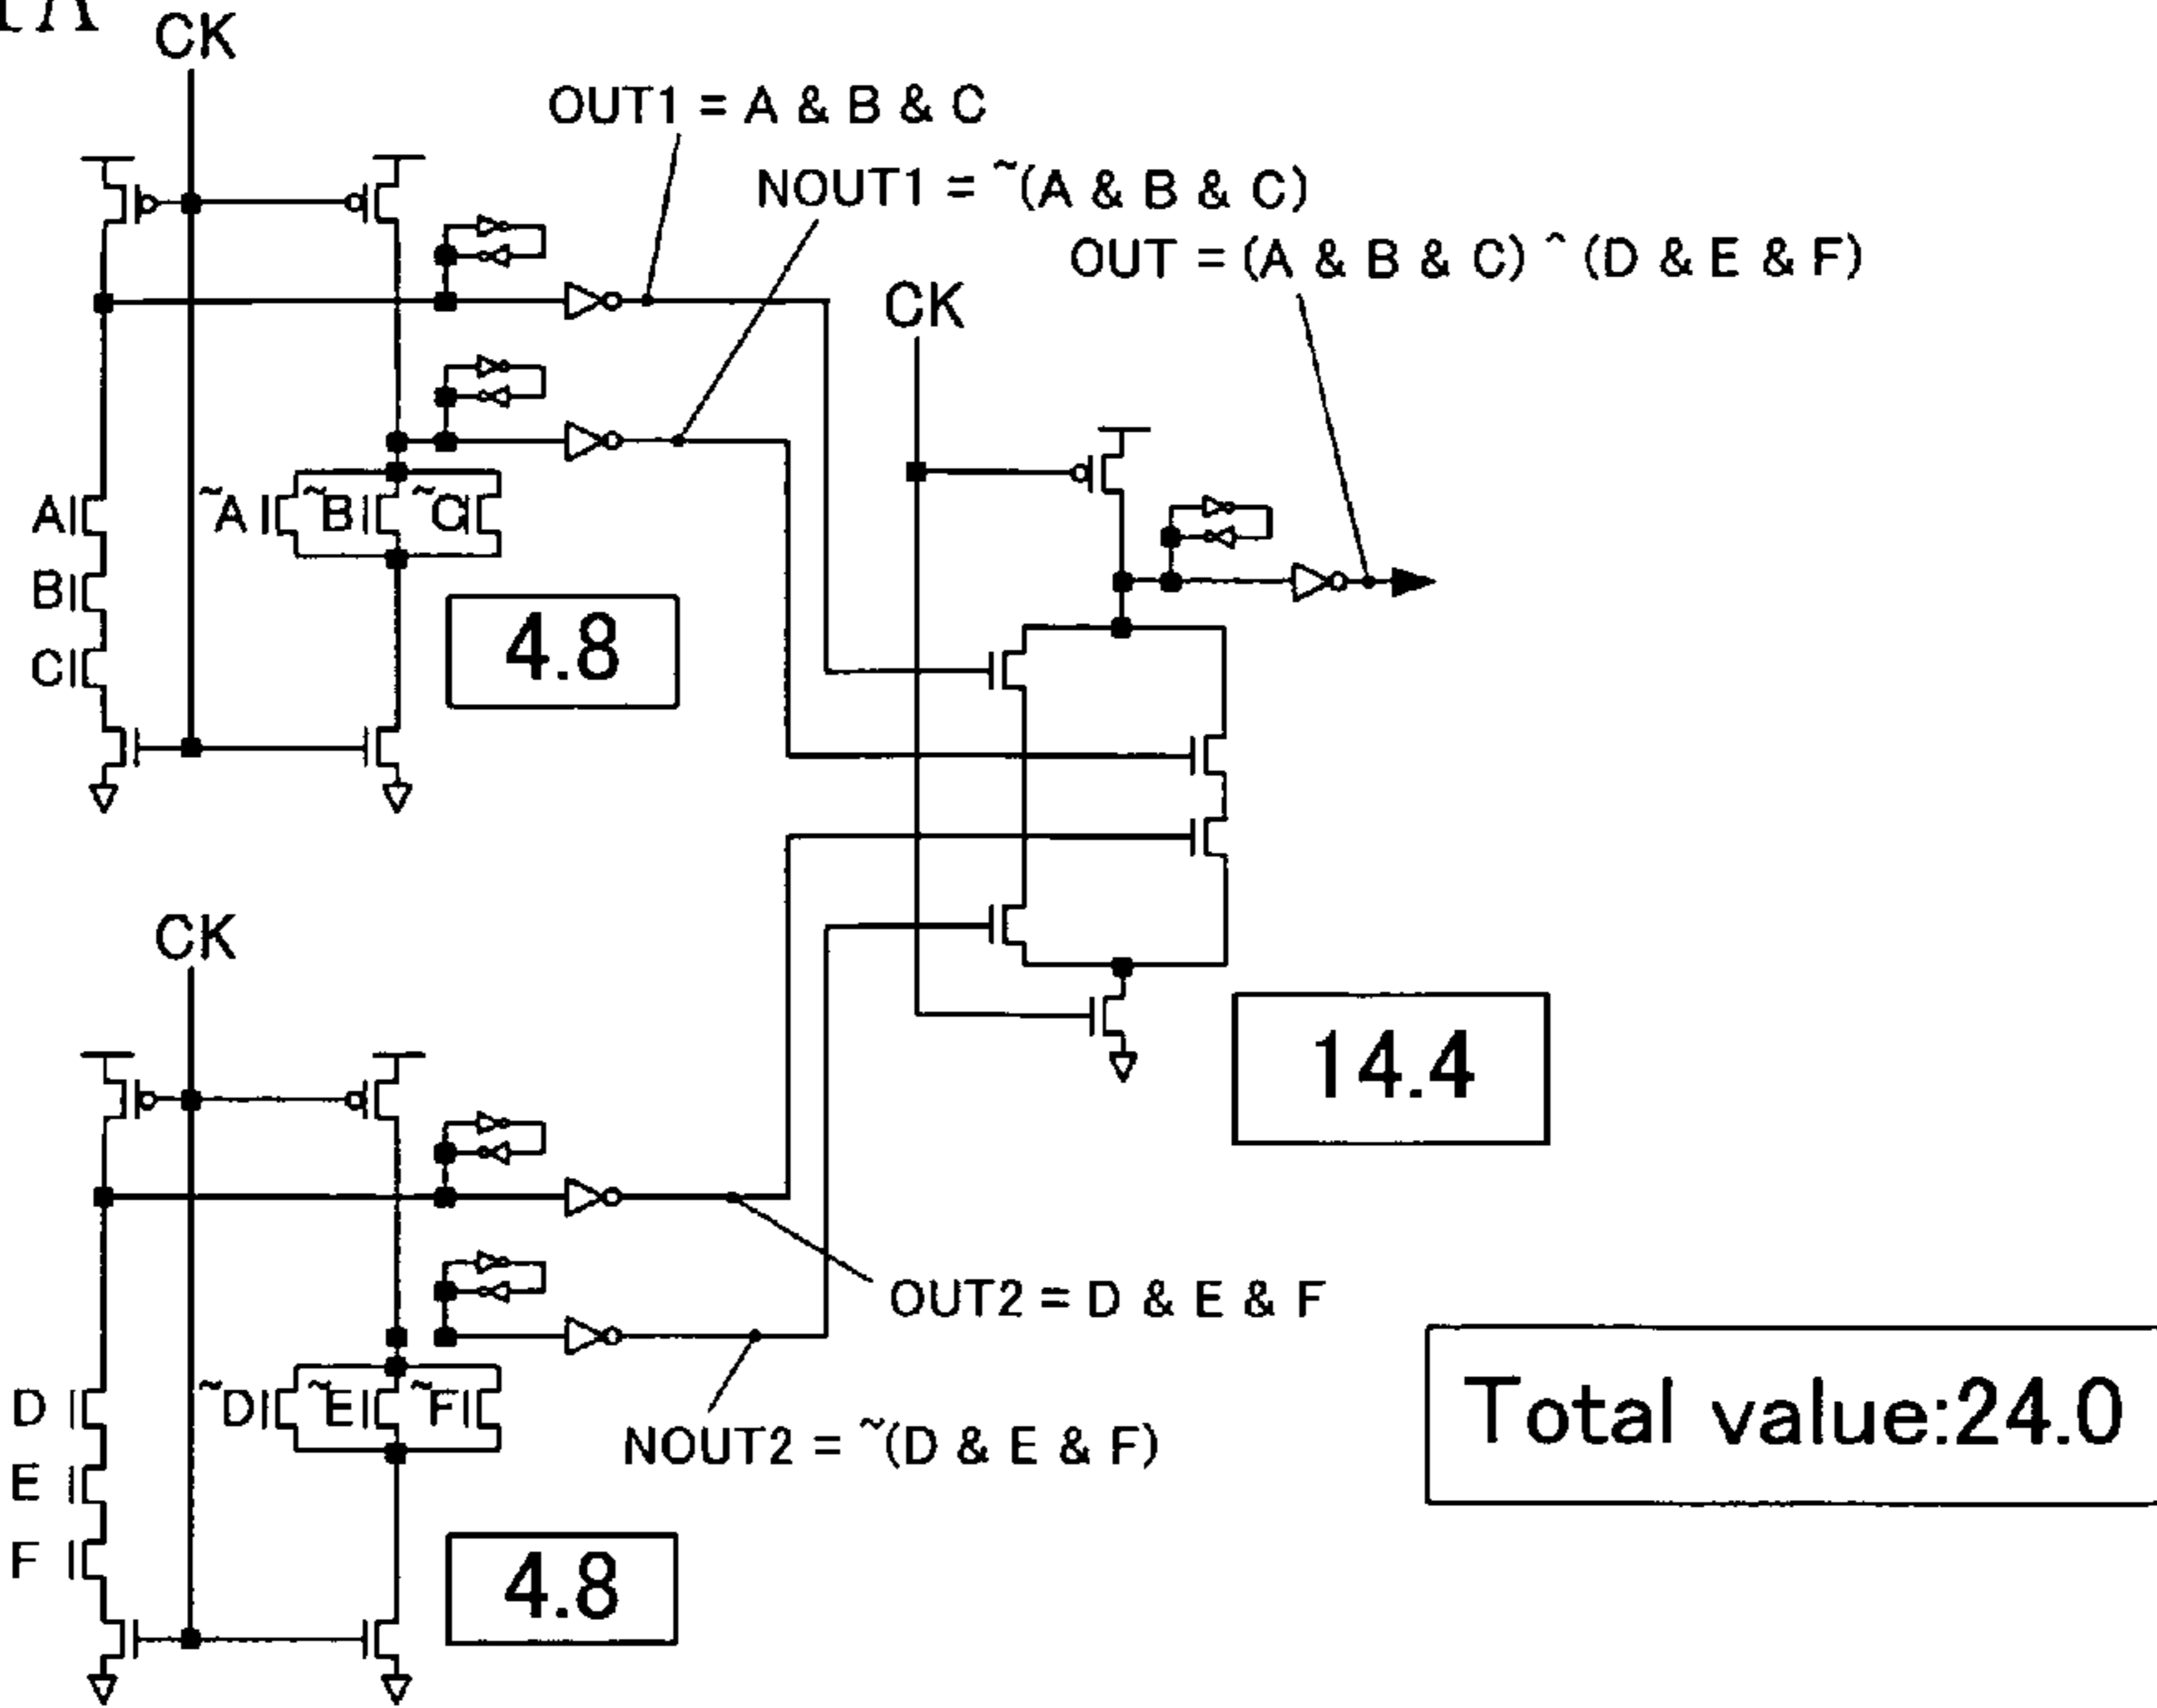 CK
OUT1 = A & B & C
NOUT1 = ~(A & B & C)
OUT = (A & B & C) ^ (D & E & F)
CK
A
~A
~B
~C
B
C
4.8
14.4
CK
OUT2 = D & E & F
D
~D
~E
~F
NOUT2 = ~(D & E & F)
E
F
4.8
Total value:24.0